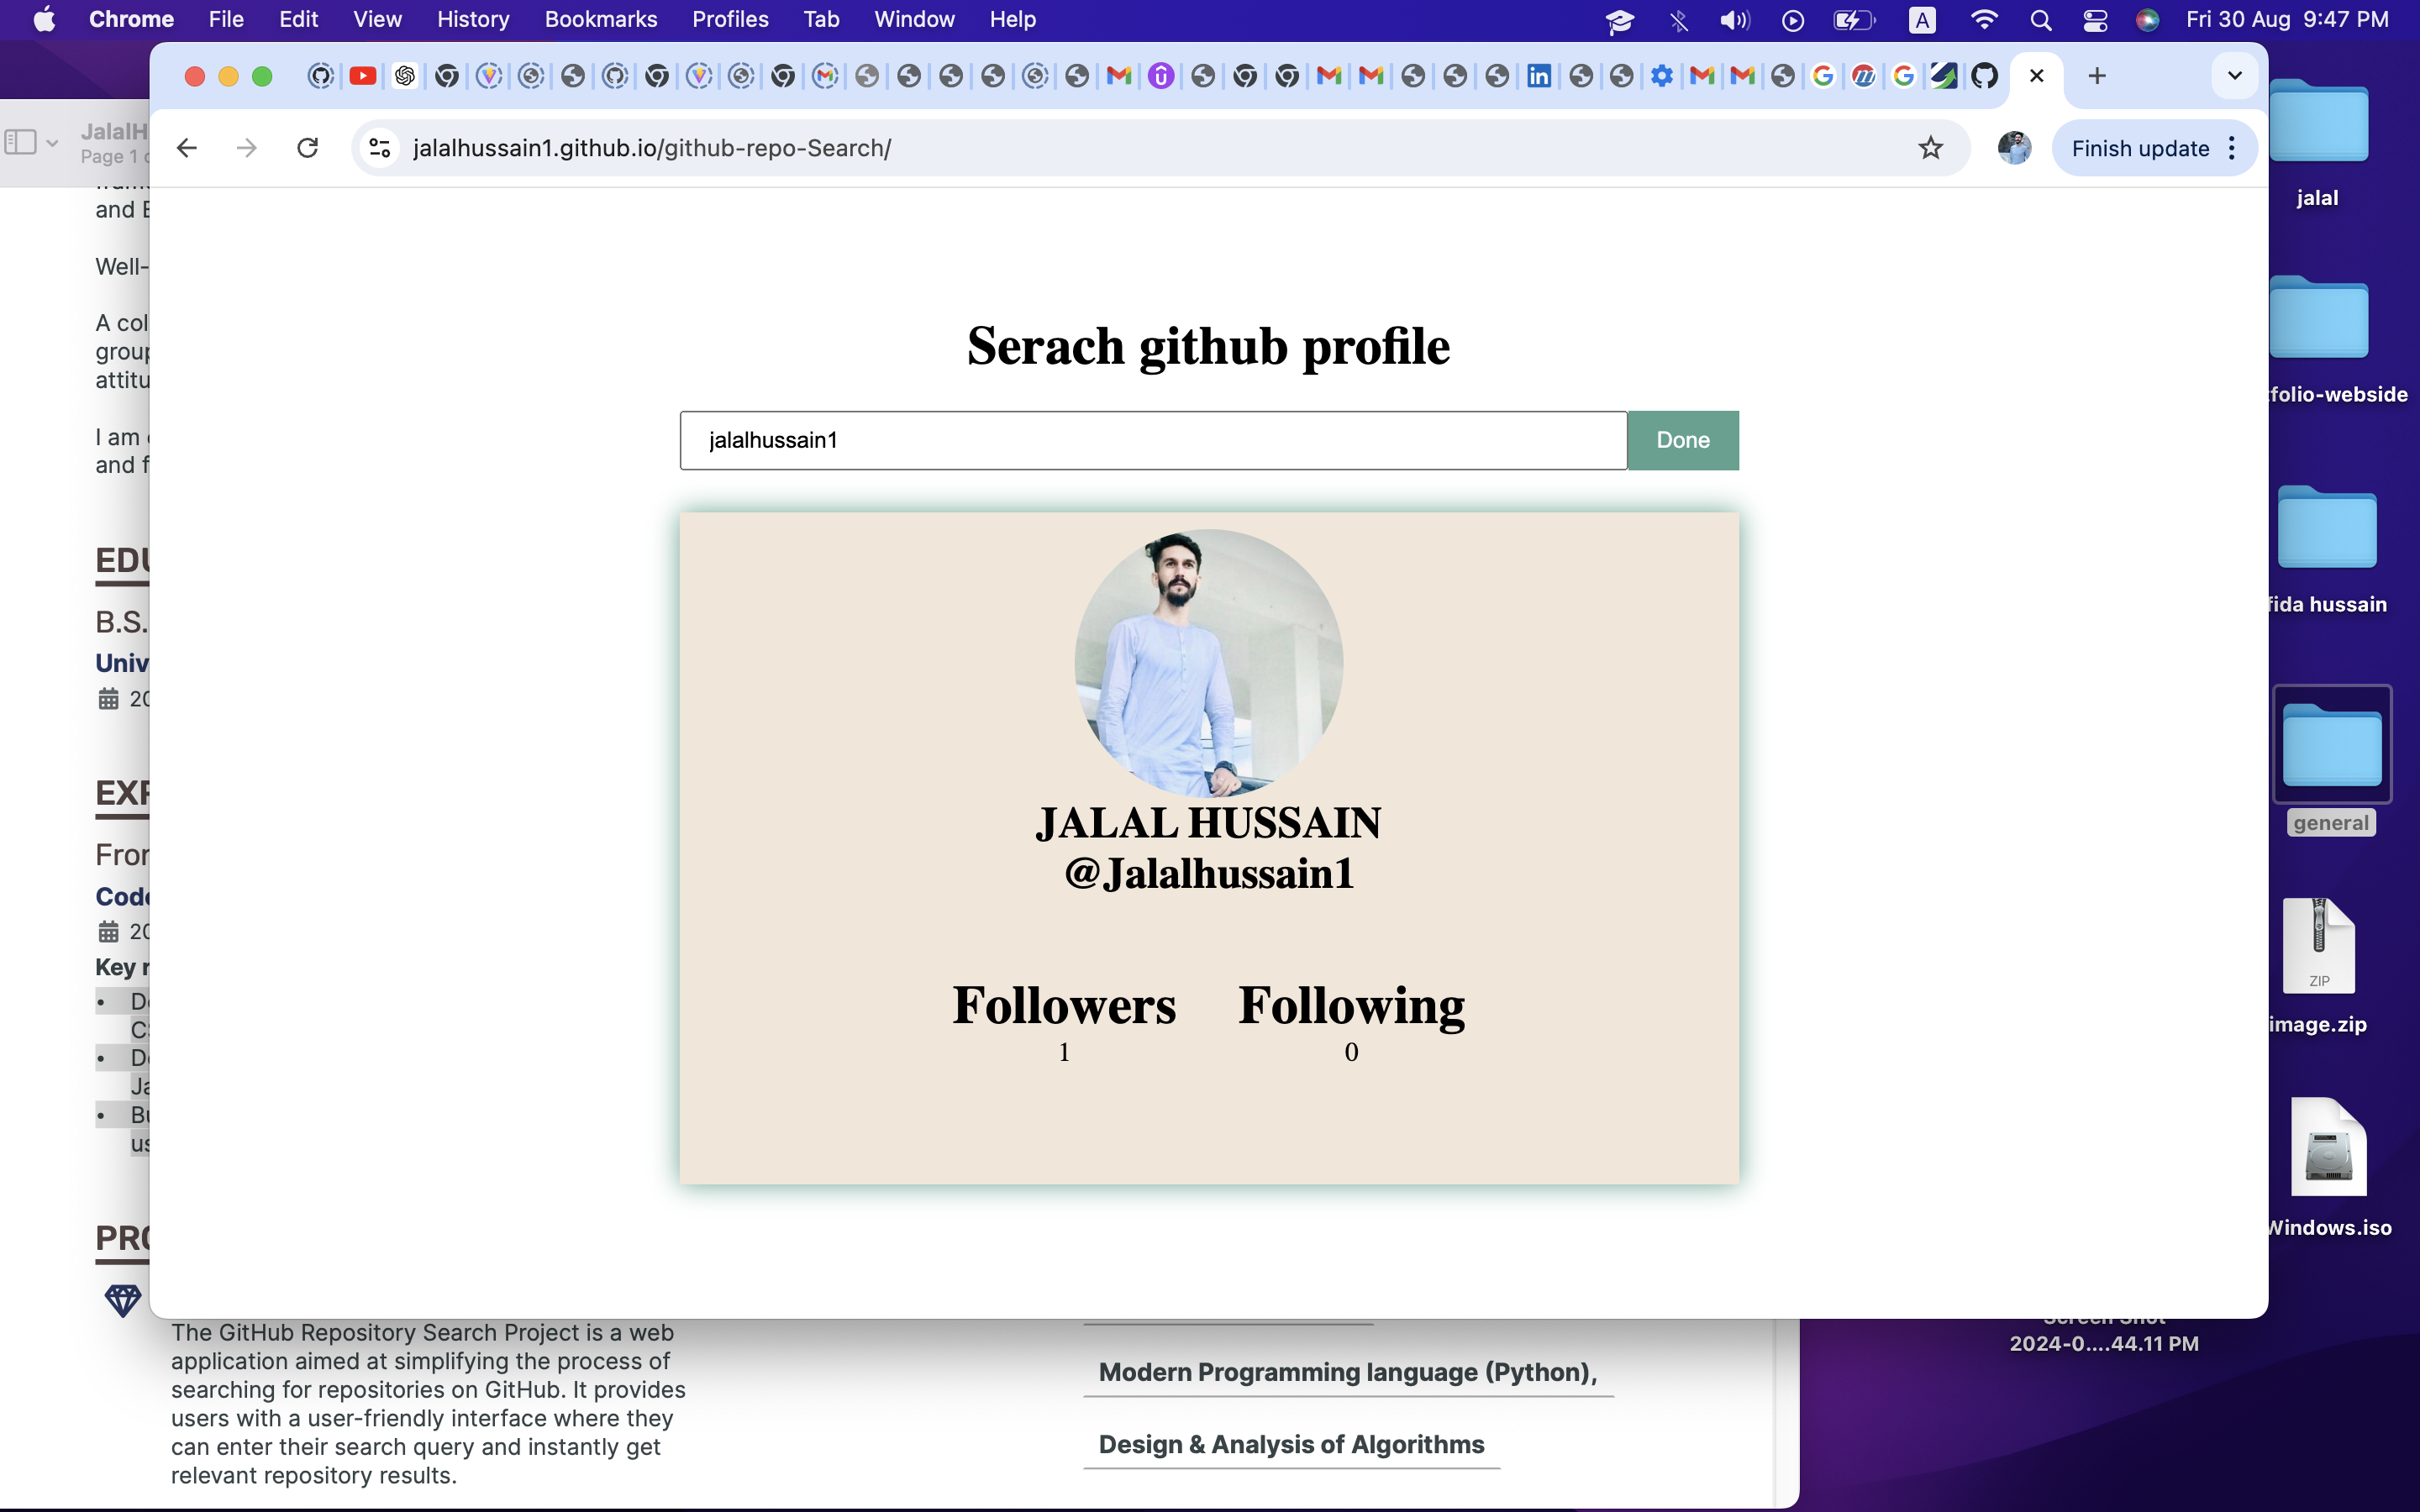 Chrome File Edit View History Bookmarks Profiles Tab Window Help A Fri 30 Aug 9:47 PM
JalalH
Page 1
jalalhussain1.github.io/github-repo-Search/
Finish update
and
Well-
A col
group
attitu
I am
and f
EDU
B.S.
Univ
20
EXP
Fron
Code
20
Key r
• De
CS
• De
Ja
• Bu
us
PRO
Serach github profile
jalalhussain1
Done
JALAL HUSSAIN
@Jalalhussain1
Followers Following
1 0
The GitHub Repository Search Project is a web
application aimed at simplifying the process of
searching for repositories on GitHub. It provides
users with a user-friendly interface where they
can enter their search query and instantly get
relevant repository results.
Modern Programming language (Python),
Design & Analysis of Algorithms
jalal
tfolio-webside
fida hussain
general
ZIP
image.zip
Windows.iso
Screen Shot
2024-0....44.11 PM